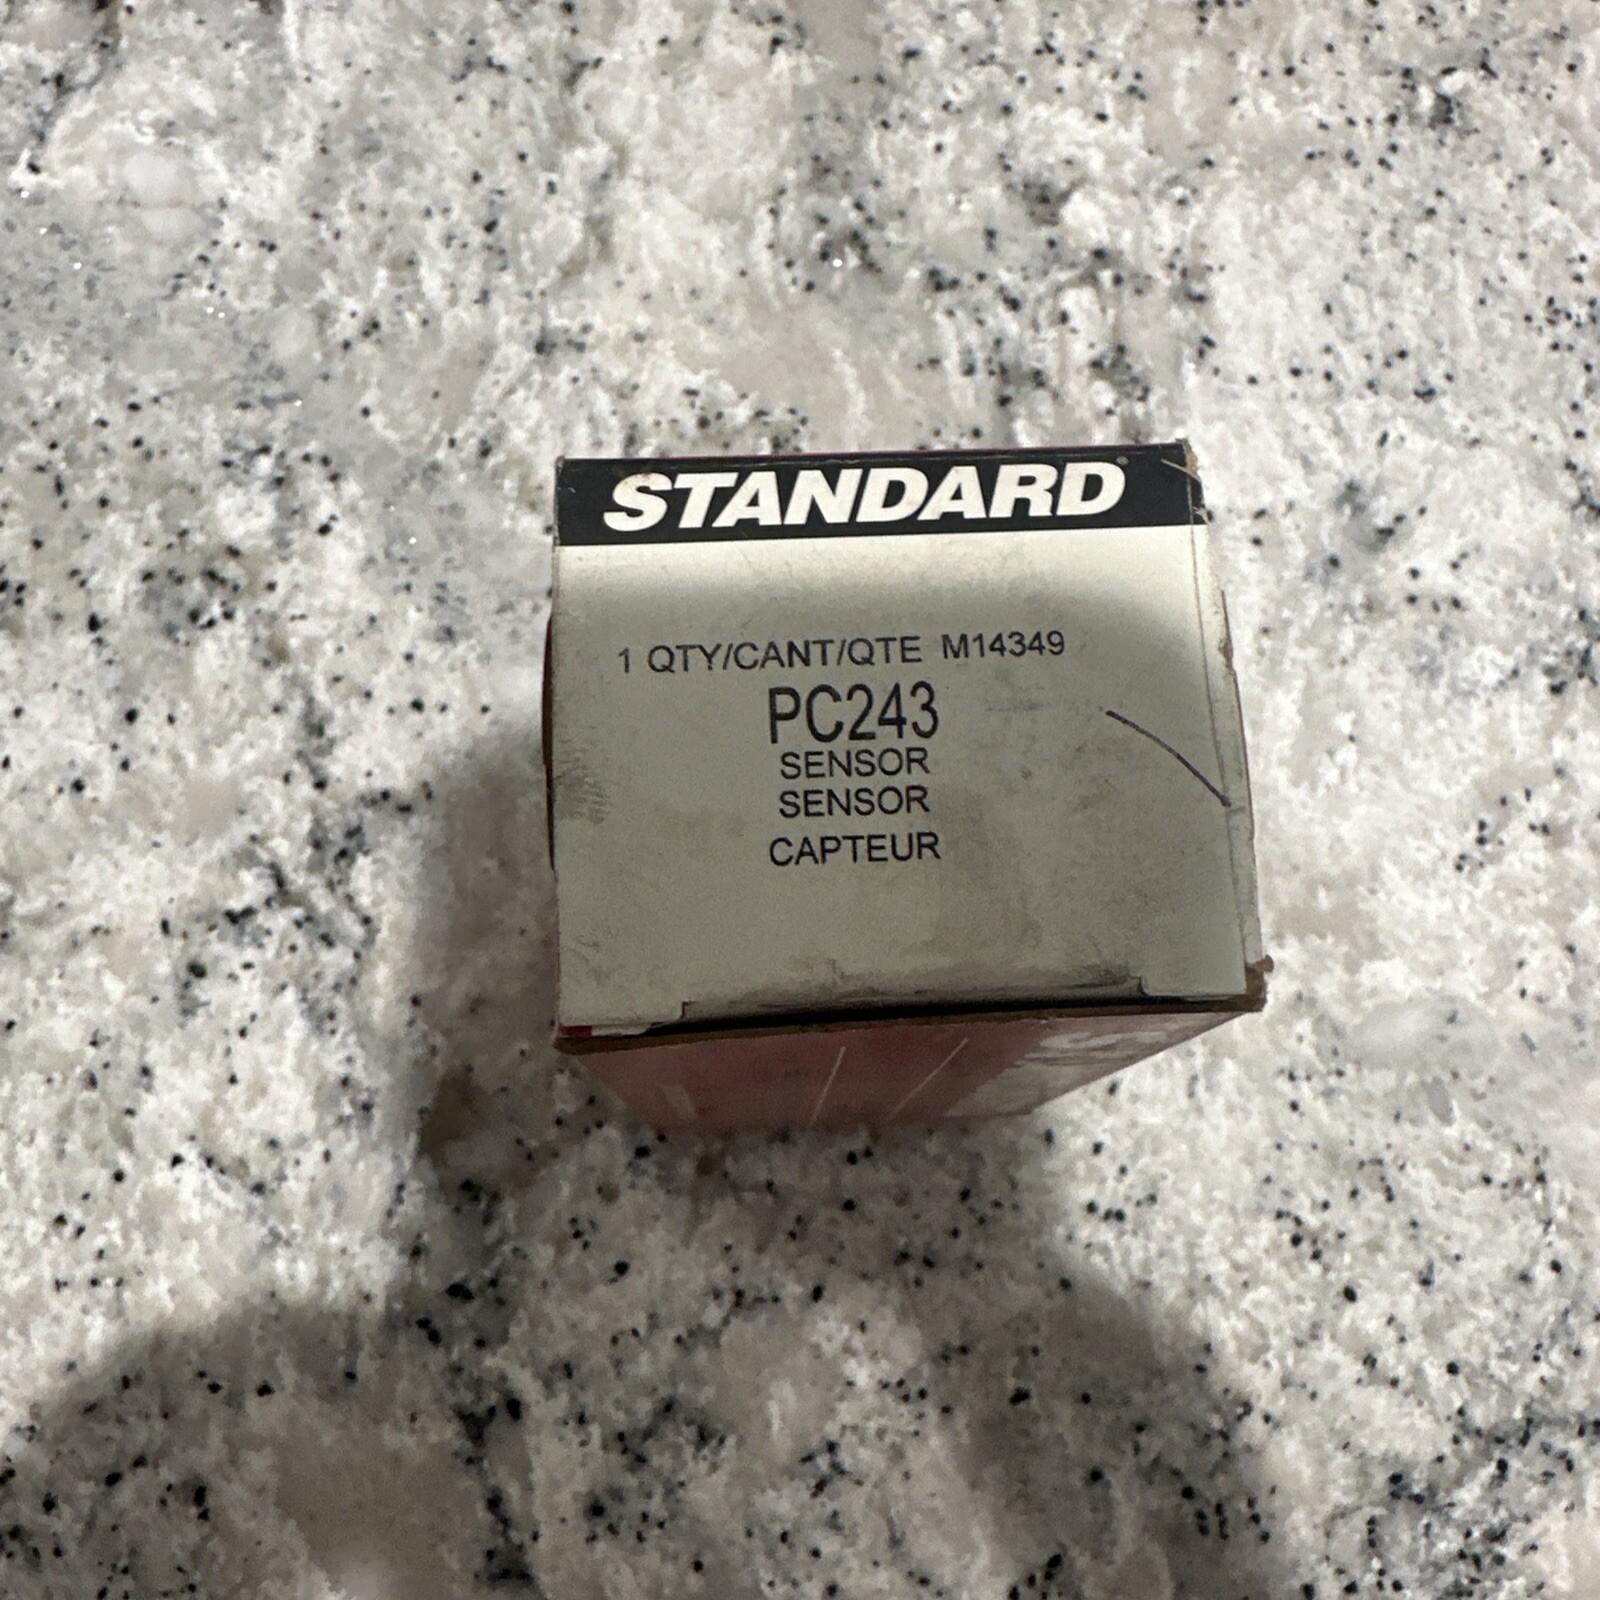 STANDARD®
1 QTY/CANT/QTE M14349
PC243
SENSOR
SENSOR
CAPTEUR